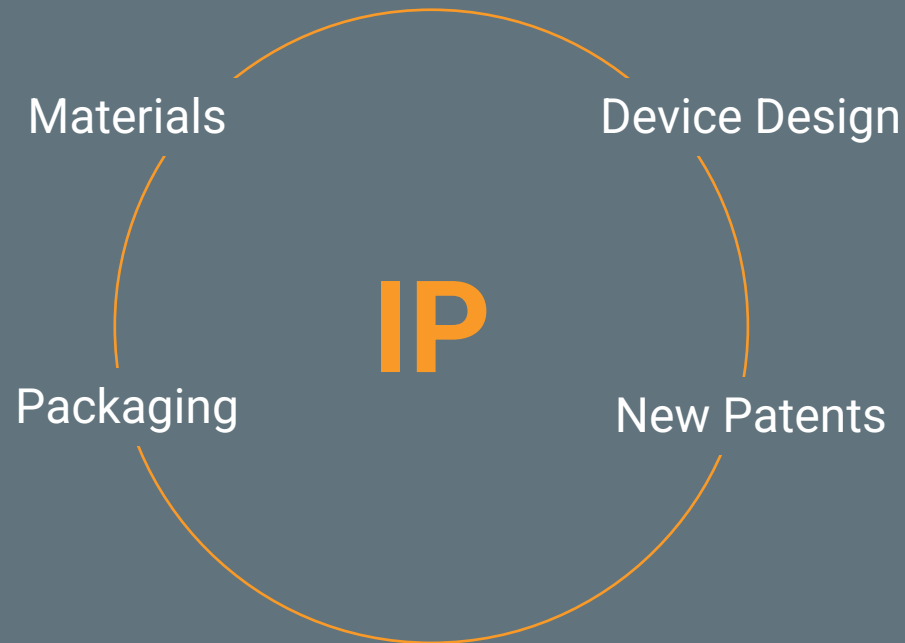 Materials
Device Design
IP
Packaging
New Patents